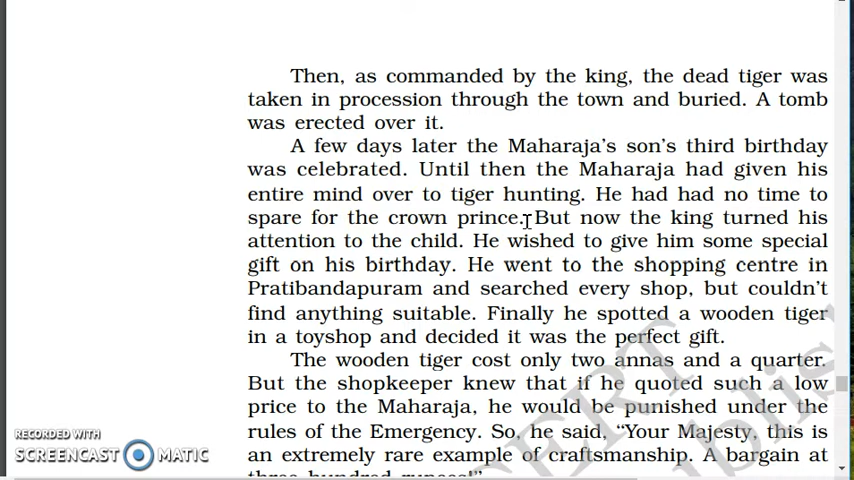 Then, as commanded by the king, the dead tiger was
taken in procession through the town and buried. A tomb
was erected over it.
A few days later the Maharaja's son's third birthday
was celebrated. Until then the Maharaja had given his
entire mind over to tiger hunting. He had had no time to
spare for the crown prince. But now the king turned his
attention to the child. He wished to give him some special
gift on his birthday. He went to the shopping centre in
Pratibandapuram and searched every shop, but couldn't
find anything suitable. Finally he spotted a wooden tiger
in a toyshop and decided it was the perfect gift.
The wooden tiger cost only two annas and a quarter.
But the shopkeeper knew that if he quoted such a low
price to the Maharaja, he would be punished under the
rules of the Emergency. So, he said, “Your Majesty, this is
an extremely rare example of craftsmanship. A bargain at
three hundred rupees!”
RECORDED WITH
SCREENCAST MATIC